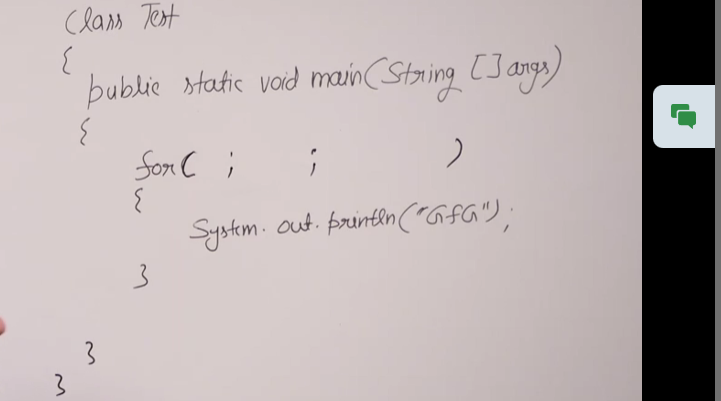 Class Test
{
public static void main(String [] args)
{
for( ; ; )
{
System.out.println("GfG");
}
}
}